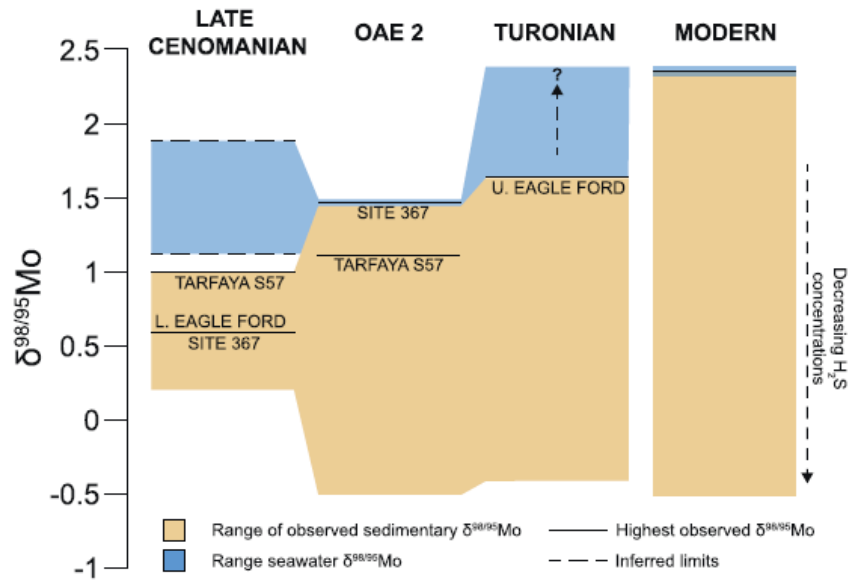 LATE
CENOMANIAN
OAE 2
TURONIAN
MODERN
2.5
2
1.5
1
0.5
0
-0.5
-1
δ98/95Mo
?
U. EAGLE FORD
SITE 367
TARFAYA S57
TARFAYA S57
L. EAGLE FORD
SITE 367
Decreasing H2S
concentrations
Range of observed sedimentary δ98/95Mo
Highest observed δ98/95Mo
Range seawater δ98/95Mo
Inferred limits